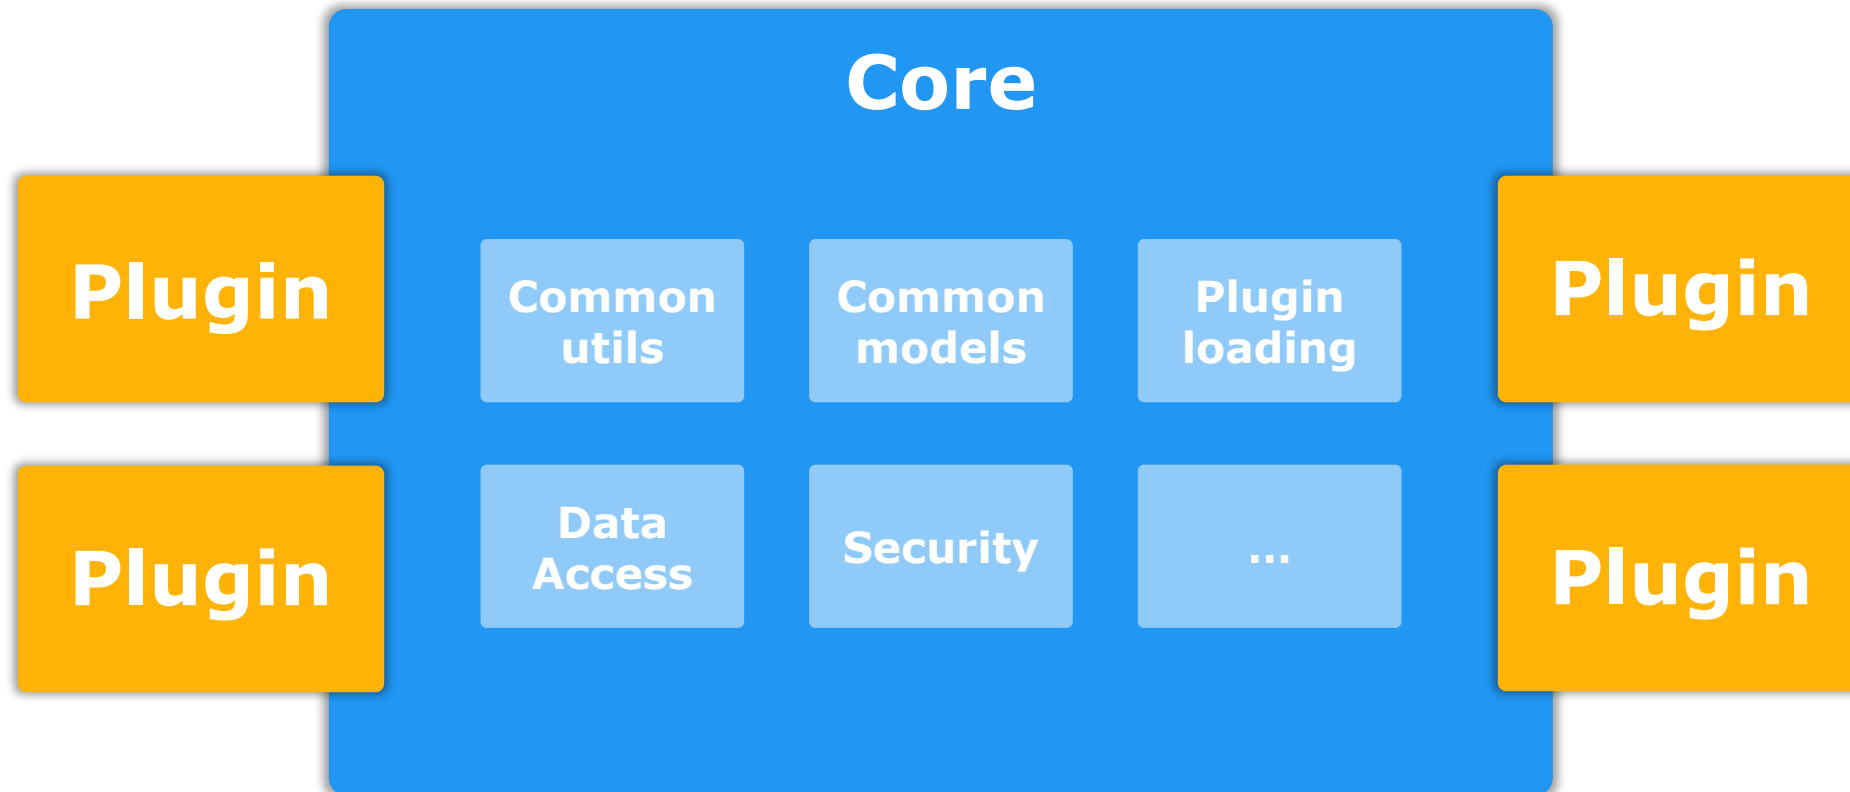 Core
Plugin
Common
utils
Common
models
Plugin
loading
Plugin
Plugin
Data
Access
Security
...
Plugin